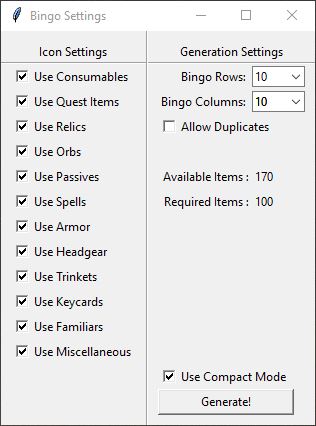 Bingo Settings
Icon Settings
Use Consumables
Use Quest Items
Use Relics
Use Orbs
Use Passives
Use Spells
Use Armor
Use Headgear
Use Trinkets
Use Keycards
Use Familiars
Use Miscellaneous
Generation Settings
Bingo Rows: 10
Bingo Columns: 10
Allow Duplicates
Available Items : 170
Required Items : 100
Use Compact Mode
Generate!